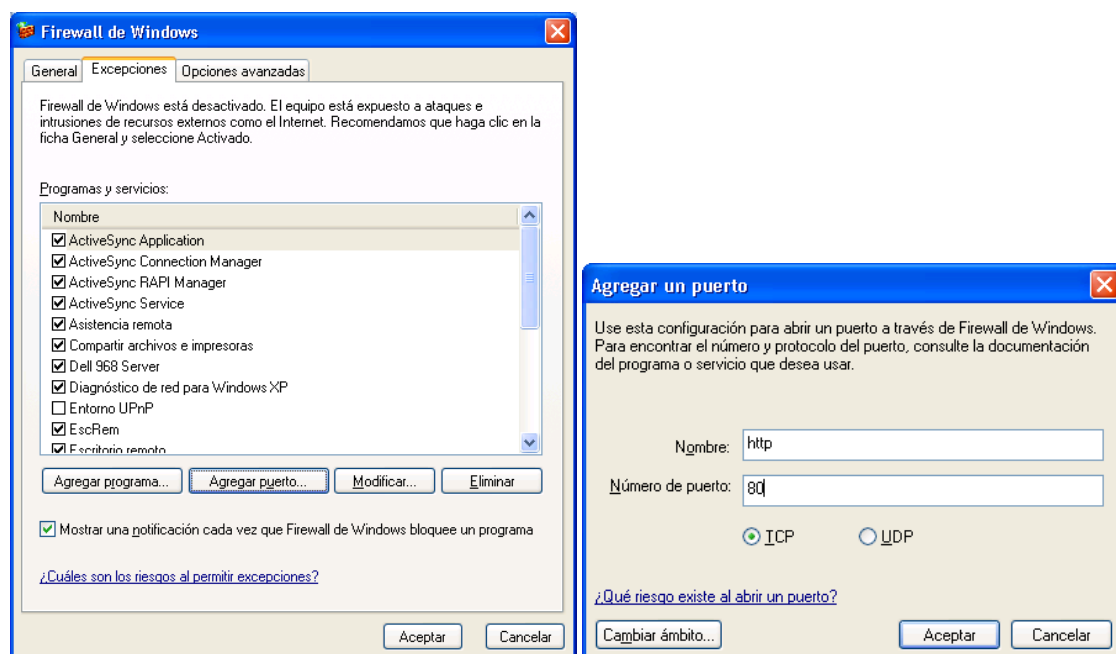 Firewall de Windows
General Excepciones Opciones avanzadas
Firewall de Windows está desactivado. El equipo está expuesto a ataques e
intrusiones de recursos externos como el Internet. Recomendamos que haga clic en la
ficha General y seleccione Activado.
Programas y servicios:
Nombre
ActiveSync Application
ActiveSync Connection Manager
ActiveSync RAPI Manager
ActiveSync Service
Asistencia remota
Compartir archivos e impresoras
Dell 968 Server
Diagnóstico de red para Windows XP
Entorno UPnP
EscRem
Escritorio remoto
Agregar programa... Agregar puerto... Modificar... Eliminar
Mostrar una notificación cada vez que Firewall de Windows bloquee un programa
¿Cuáles son los riesgos al permitir excepciones?
Aceptar Cancelar
Agregar un puerto
Use esta configuración para abrir un puerto a través de Firewall de Windows.
Para encontrar el número y protocolo del puerto, consulte la documentación
del programa o servicio que desea usar.
Nombre: http
Número de puerto: 80
TCP UDP
¿Qué riesgo existe al abrir un puerto?
Cambiar ámbito... Aceptar Cancelar